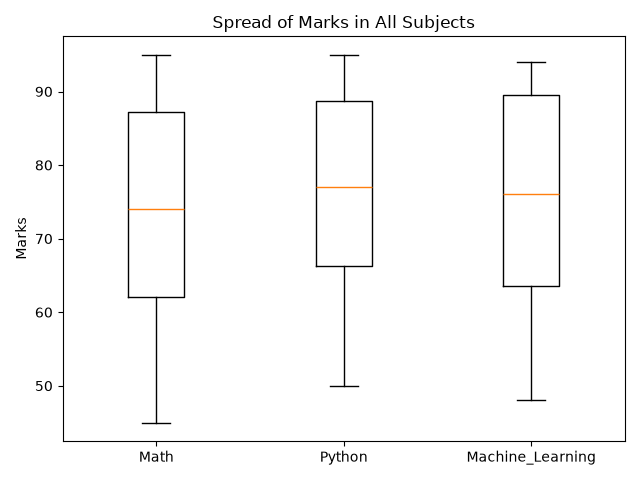 Spread of Marks in All Subjects
90
80
70
60
50
Marks
Math
Python
Machine_Learning